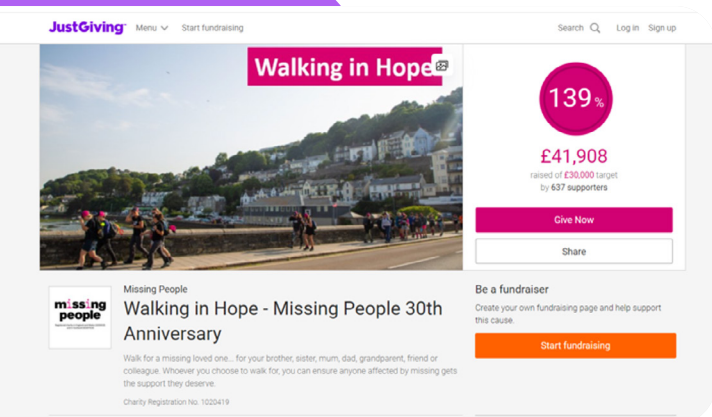 JustGiving™ Menu Start fundraising Search Log in Sign up
Walking in Hope
139%
£41,908
raised of £30,000 target
by 637 supporters
Give Now
Share
missing
people
Missing People
Walking in Hope - Missing People 30th
Anniversary
Walk for a missing loved one... for your brother, sister, mum, dad, grandparent, friend or
colleague. Whoever you choose to walk for, you can ensure anyone affected by missing gets
the support they deserve.
Charity Registration No. 1020419
Be a fundraiser
Create your own fundraising page and help support
this cause.
Start fundraising